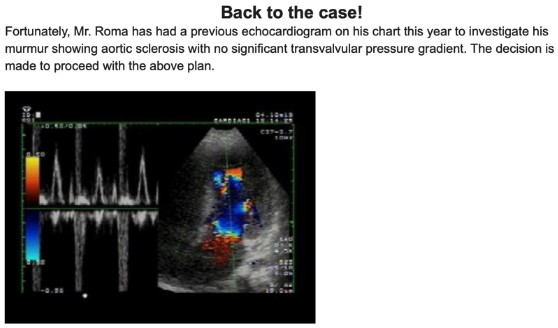 Back to the case!
Fortunately, Mr. Roma has had a previous echocardiogram on his chart this year to investigate his
murmur showing aortic sclerosis with no significant transvalvular pressure gradient. The decision is
made to proceed with the above plan.
CARDIAC1